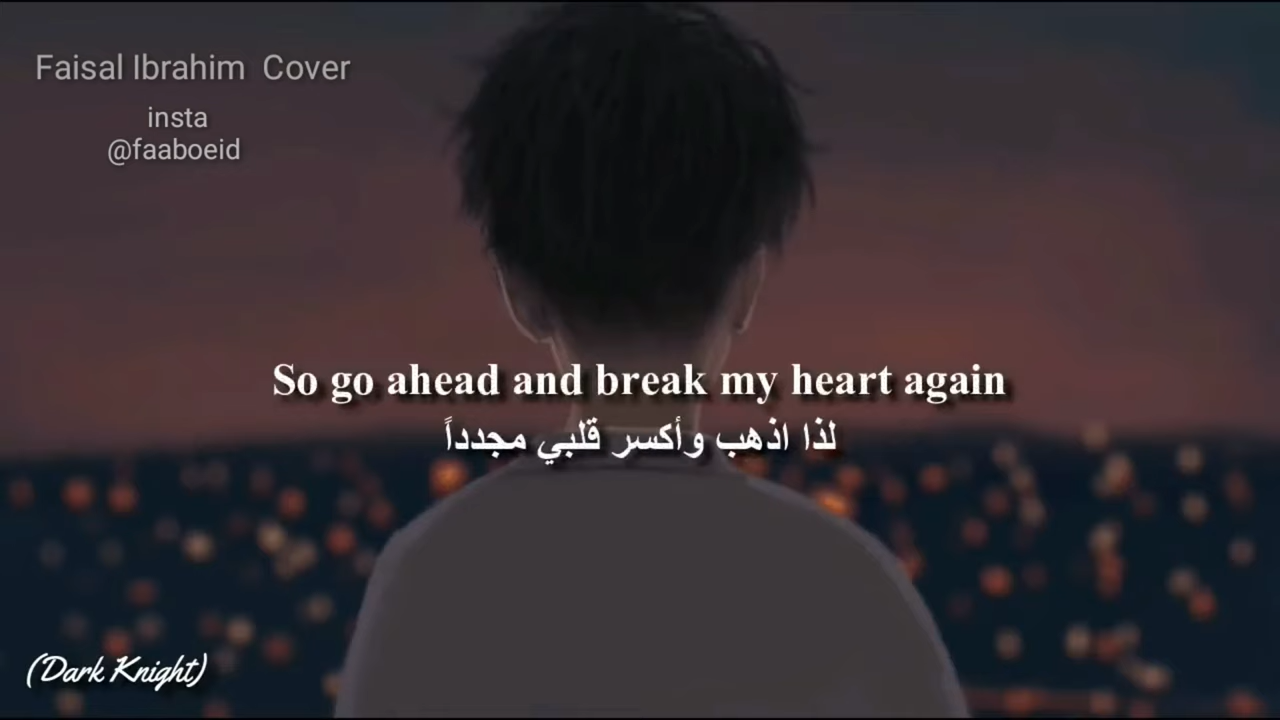 Faisal Ibrahim Cover
insta
@faaboeid
So go ahead and break my heart again
لذا اذهب وأكسر قلبي مجدداً
(Dark Knight)